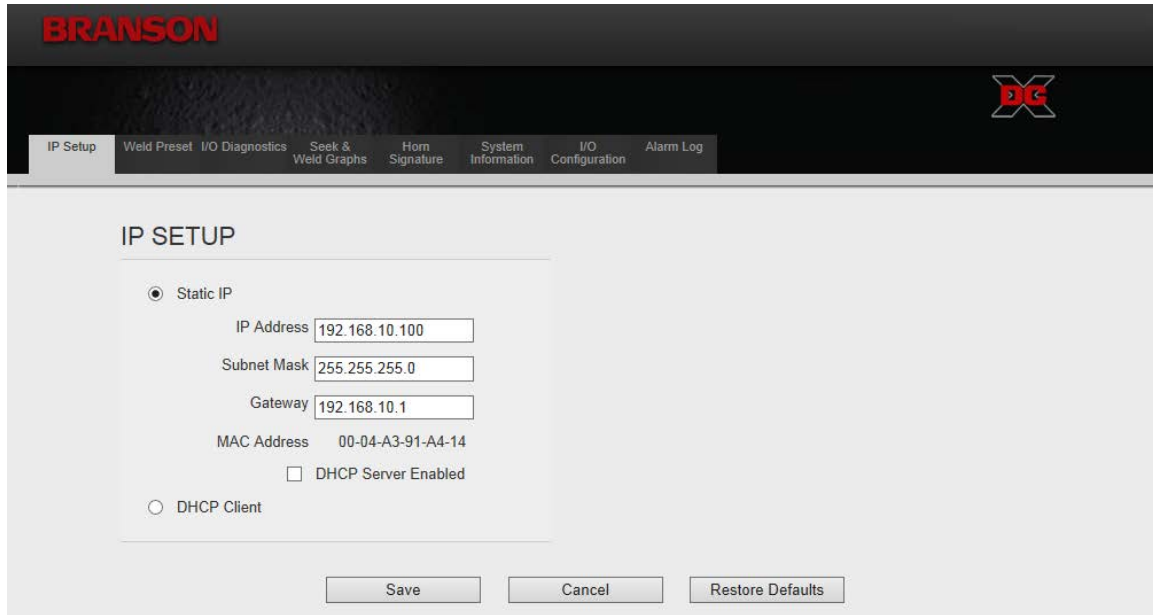 BRANSON
DCX
IP Setup
Weld Preset
I/O Diagnostics
Seek &
Weld Graphs
Horn
Signature
System
Information
I/O
Configuration
Alarm Log
IP SETUP
Static IP
IP Address 192.168.10.100
Subnet Mask 255.255.255.0
Gateway 192.168.10.1
MAC Address 00-04-A3-91-A4-14
DHCP Server Enabled
DHCP Client
Save Cancel Restore Defaults